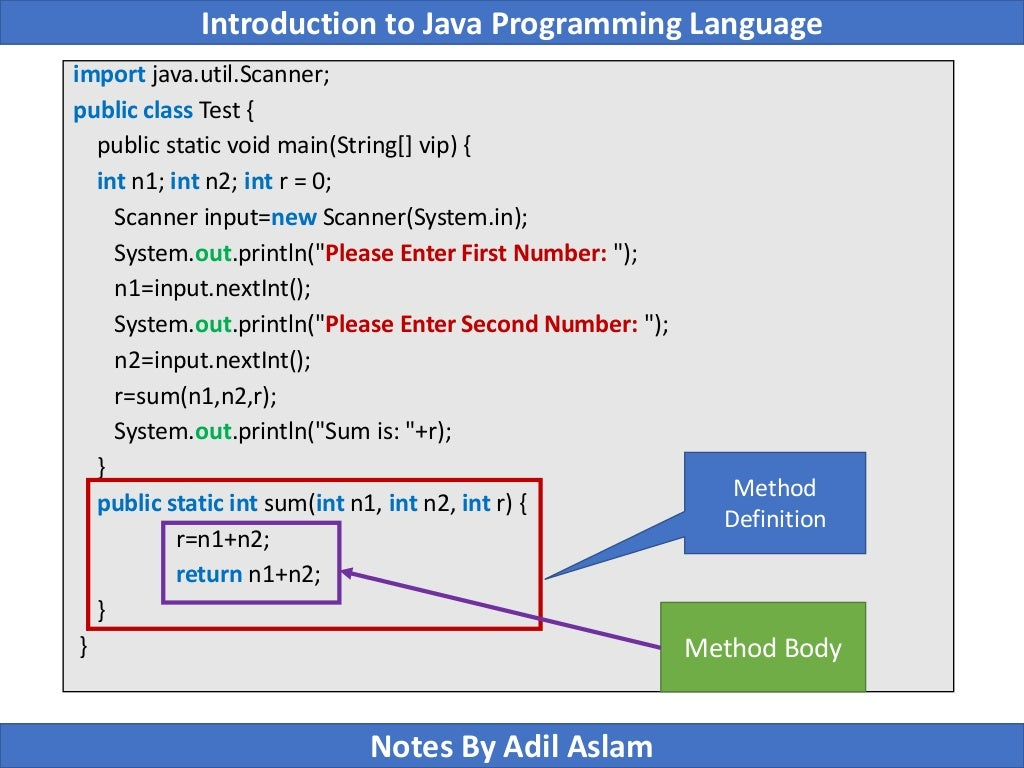 Introduction to Java Programming Language
import java.util.Scanner;
public class Test {
public static void main(String[] vip) {
int n1; int n2; int r = 0;
Scanner input=new Scanner(System.in);
System.out.println("Please Enter First Number: ");
n1=input.nextInt();
System.out.println("Please Enter Second Number: ");
n2=input.nextInt();
r=sum(n1,n2,r);
System.out.println("Sum is: "+r);
}
public static int sum(int n1, int n2, int r) {
r=n1+n2;
return n1+n2;
}
}
Method
Definition
Method Body
Notes By Adil Aslam